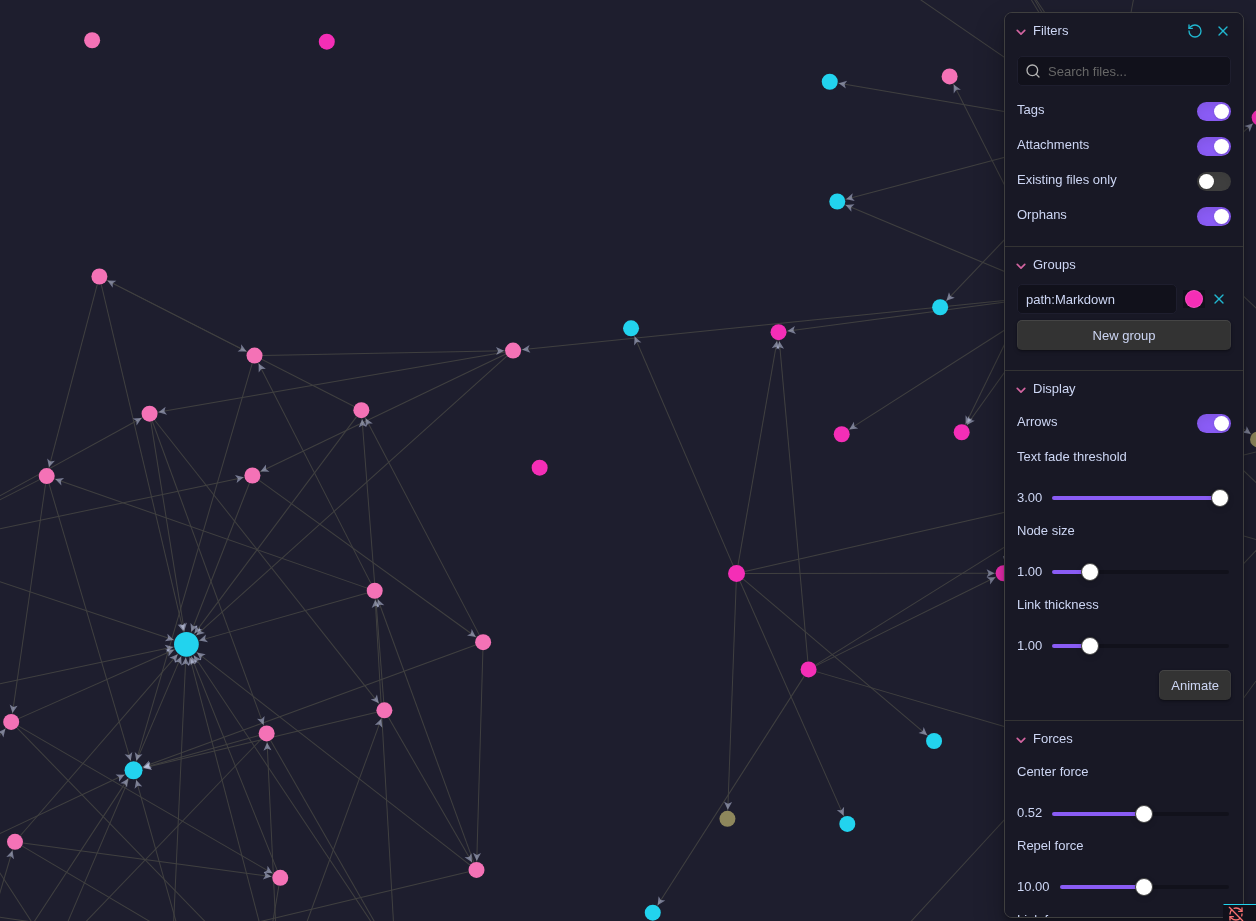 Filters
Search files...
Tags
Attachments
Existing files only
Orphans
Groups
path:Markdown
New group
Display
Arrows
Text fade threshold
3.00
Node size
1.00
Link thickness
1.00
Animate
Forces
Center force
0.52
Repel force
10.00